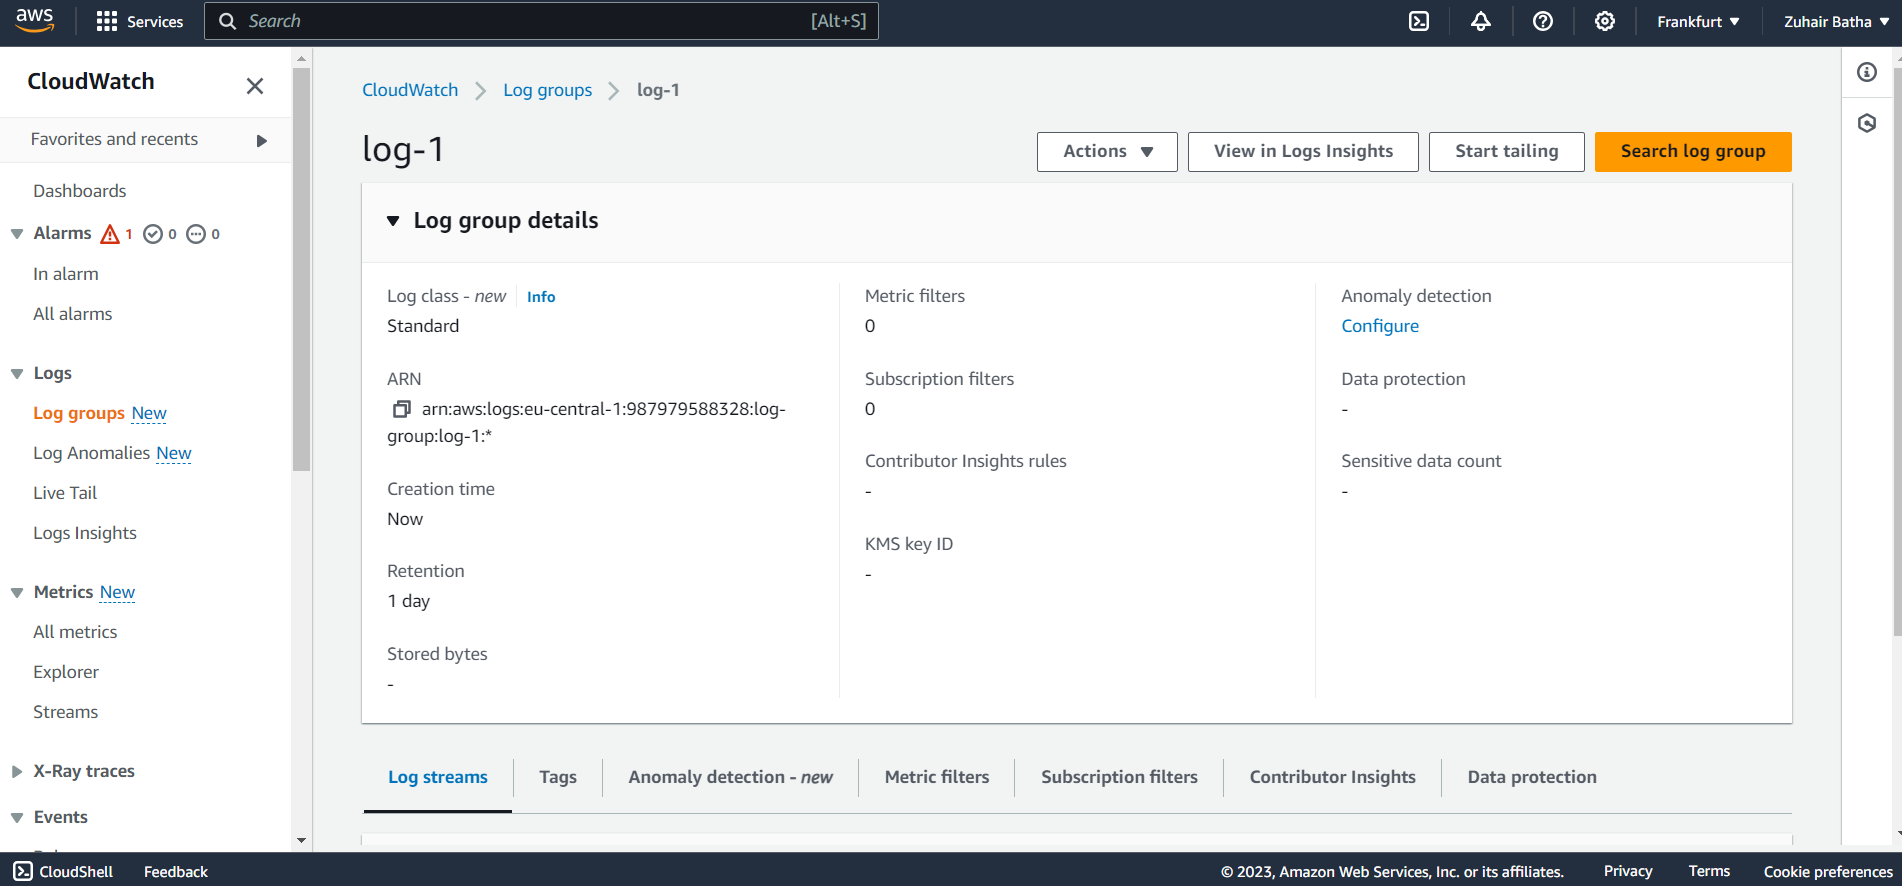 aws
Services
Search
[Alt+S]
Frankfurt
Zuhair Batha
CloudWatch
Favorites and recents
Dashboards
Alarms 1 0 0
In alarm
All alarms
Logs
Log groups New
Log Anomalies New
Live Tail
Logs Insights
Metrics New
All metrics
Explorer
Streams
X-Ray traces
Events
CloudWatch
Log groups
log-1
log-1
Actions
View in Logs Insights
Start tailing
Search log group
Log group details
Log class - new
Info
Standard
ARN
arn:aws:logs:eu-central-1:987979588328:log-
group:log-1:*
Creation time
Now
Retention
1 day
Stored bytes
-
Metric filters
0
Subscription filters
0
Contributor Insights rules
-
KMS key ID
-
Anomaly detection
Configure
Data protection
-
Sensitive data count
-
Log streams
Tags
Anomaly detection - new
Metric filters
Subscription filters
Contributor Insights
Data protection
CloudShell
Feedback
© 2023, Amazon Web Services, Inc. or its affiliates.
Privacy
Terms
Cookie preferences